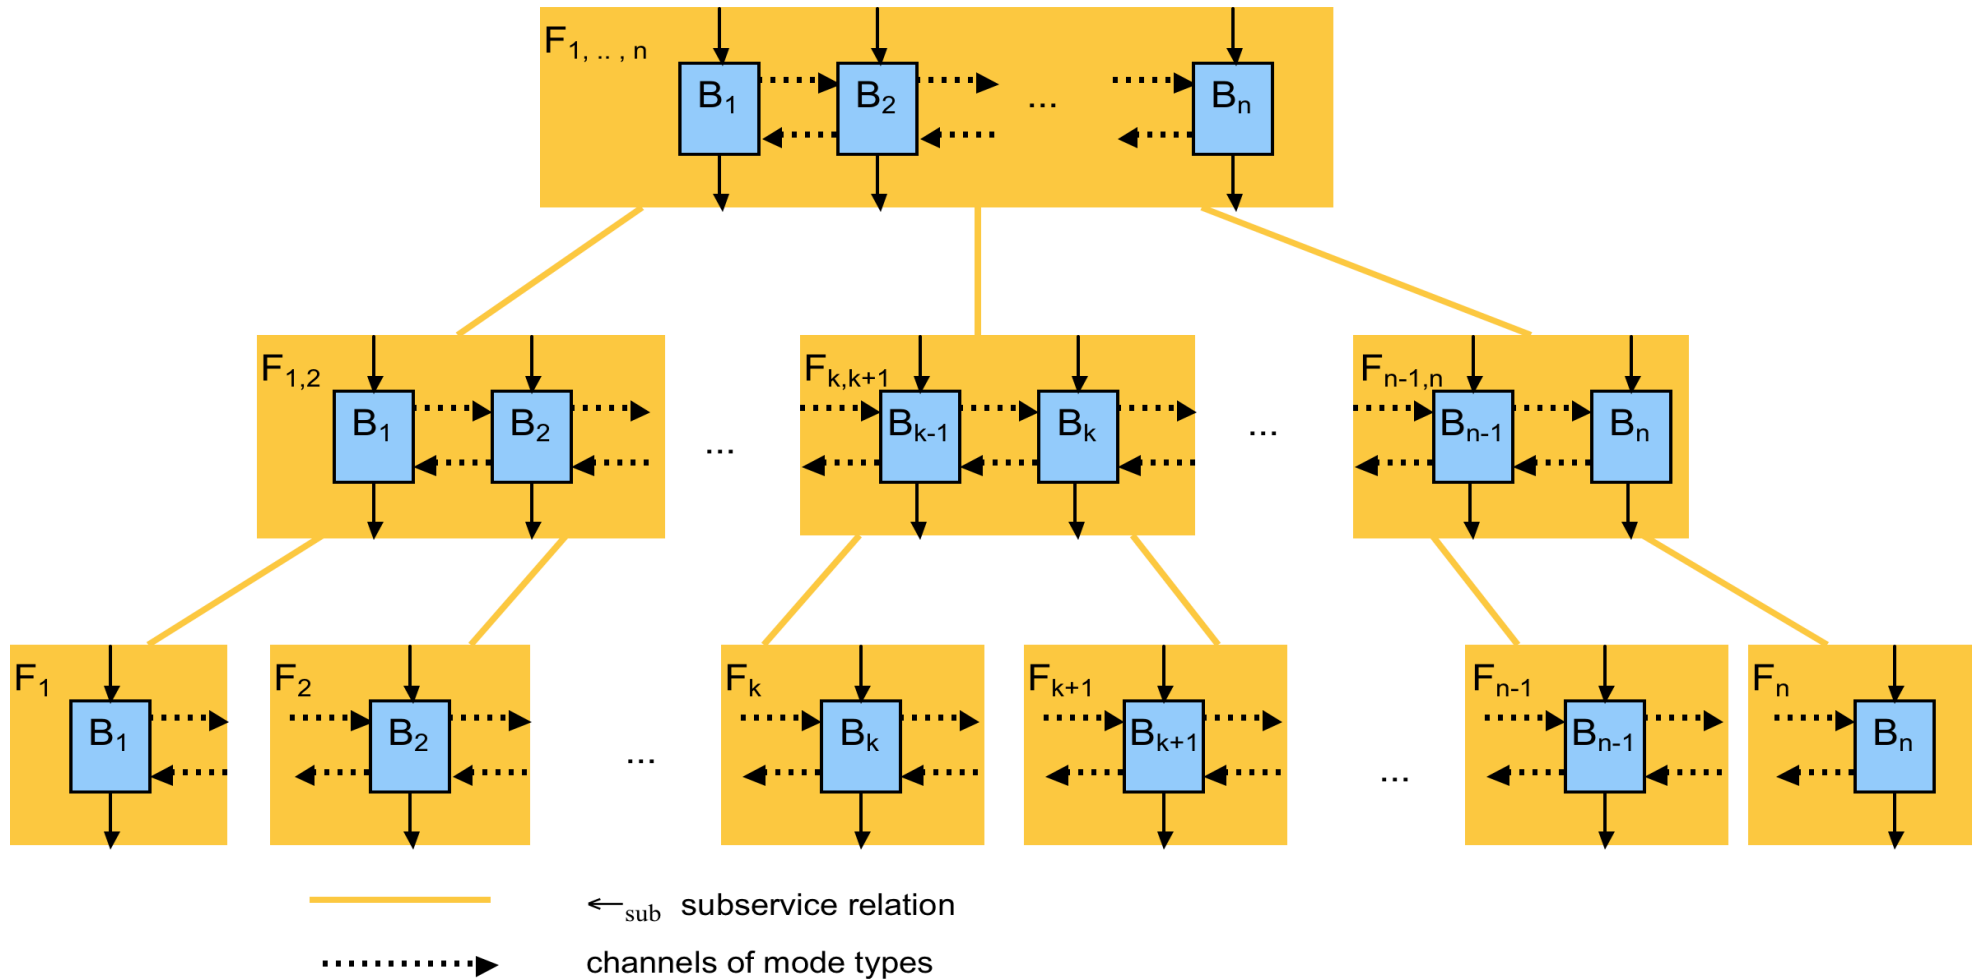 F1, .. , n
B1 B2 ... Bn
F1,2
B1 B2
...
Fk,k+1
Bk-1 Bk
...
Fn-1,n
Bn-1 Bn
F1
B1
F2
B2
...
Fk
Bk
Fk+1
Bk+1
...
Fn-1
Bn-1
Fn
Bn
←sub subservice relation
channels of mode types